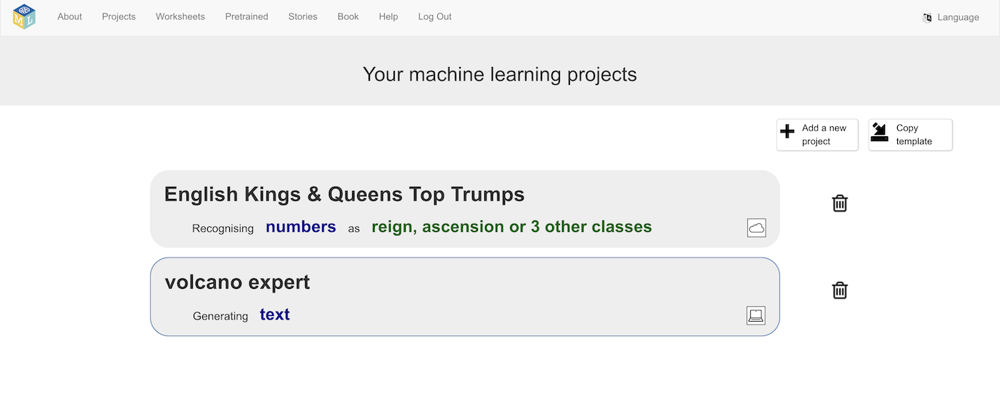 M L About Projects Worksheets Pretrained Stories Book Help Log Out Language
Your machine learning projects
Add a new
project
Copy
template
English Kings & Queens Top Trumps
Recognising numbers as reign, ascension or 3 other classes
volcano expert
Generating text